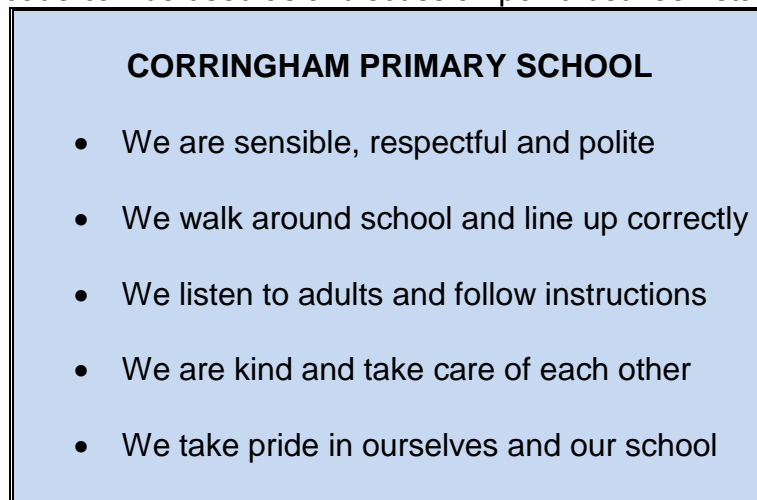 CORRINGHAM PRIMARY SCHOOL
• We are sensible, respectful and polite
• We walk around school and line up correctly
• We listen to adults and follow instructions
• We are kind and take care of each other
• We take pride in ourselves and our school